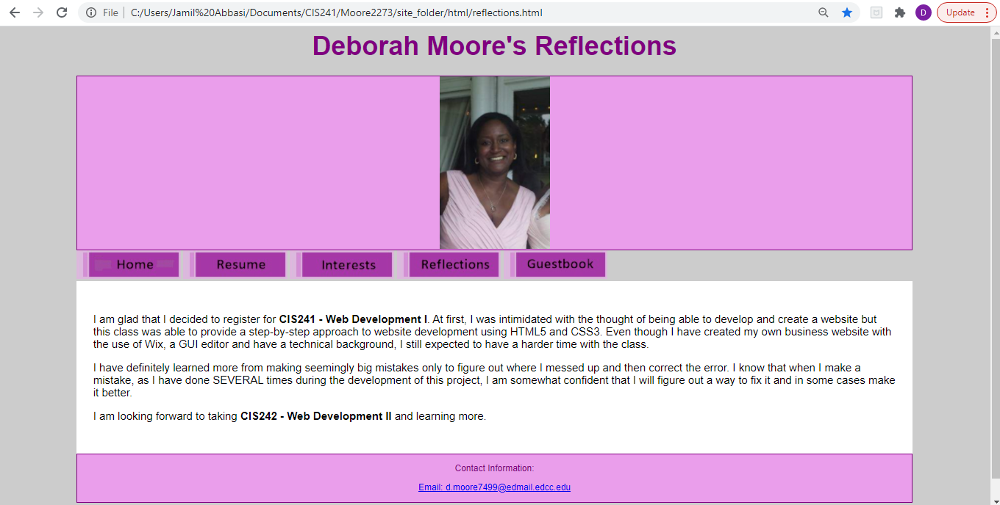 File | C:/Users/Jamil%20Abbasi/Documents/CIS241/Moore2273/site_folder/html/reflections.html
D
Update
Deborah Moore's Reflections
Home Resume Interests Reflections Guestbook
I am glad that I decided to register for CIS241 - Web Development I. At first, I was intimidated with the thought of being able to develop and create a website but
this class was able to provide a step-by-step approach to website development using HTML5 and CSS3. Even though I have created my own business website with
the use of Wix, a GUI editor and have a technical background, I still expected to have a harder time with the class.
I have definitely learned more from making seemingly big mistakes only to figure out where I messed up and then correct the error. I know that when I make a
mistake, as I have done SEVERAL times during the development of this project, I am somewhat confident that I will figure out a way to fix it and in some cases make
it better.
I am looking forward to taking CIS242 - Web Development II and learning more.
Contact Information:
Email: d.moore7499@edmail.edcc.edu